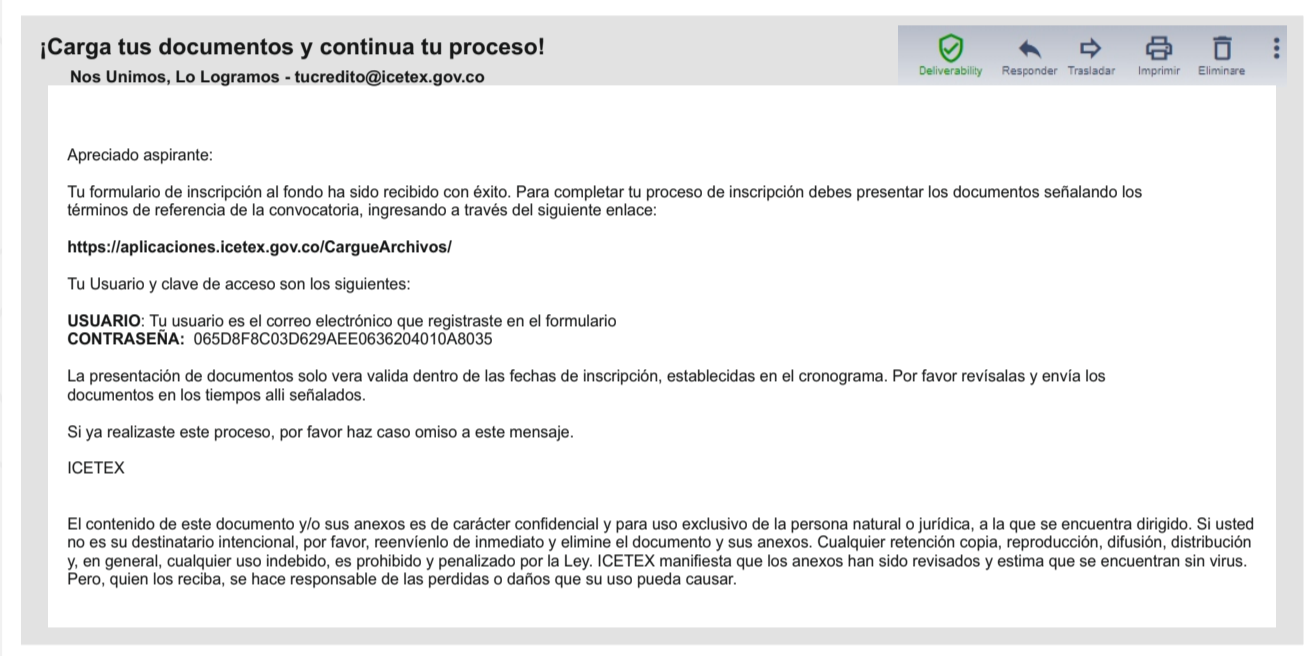 ¡Carga tus documentos y continua tu proceso!
Nos Unimos, Lo Logramos - tucredito@icetex.gov.co
Deliverability Responder Trasladar Imprimir Eliminare
Apreciado aspirante:
Tu formulario de inscripción al fondo ha sido recibido con éxito. Para completar tu proceso de inscripción debes presentar los documentos señalando los
términos de referencia de la convocatoria, ingresando a través del siguiente enlace:
https://aplicaciones.icetex.gov.co/CargueArchivos/
Tu Usuario y clave de acceso son los siguientes:
USUARIO: Tu usuario es el correo electrónico que registraste en el formulario
CONTRASEÑA: 065D8F8C03D629AEE0636204010A8035
La presentación de documentos solo vera valida dentro de las fechas de inscripción, establecidas en el cronograma. Por favor revísalas y envía los
documentos en los tiempos alli señalados.
Si ya realizaste este proceso, por favor haz caso omiso a este mensaje.
ICETEX
El contenido de este documento y/o sus anexos es de carácter confidencial y para uso exclusivo de la persona natural o jurídica, a la que se encuentra dirigido. Si usted
no es su destinatario intencional, por favor, reenvíenlo de inmediato y elimine el documento y sus anexos. Cualquier retención copia, reproducción, difusión, distribución
y, en general, cualquier uso indebido, es prohibido y penalizado por la Ley. ICETEX manifiesta que los anexos han sido revisados y estima que se encuentran sin virus.
Pero, quien los reciba, se hace responsable de las perdidas o daños que su uso pueda causar.